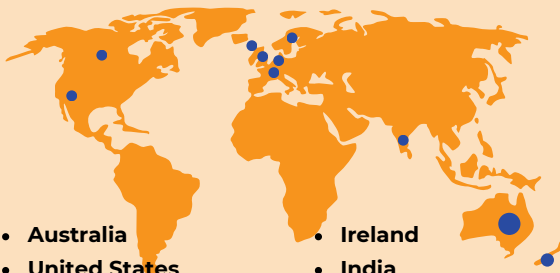 • Australia
• United States
• Ireland
• India